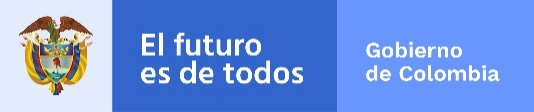 El futuro
es de todos
Gobierno
de Colombia